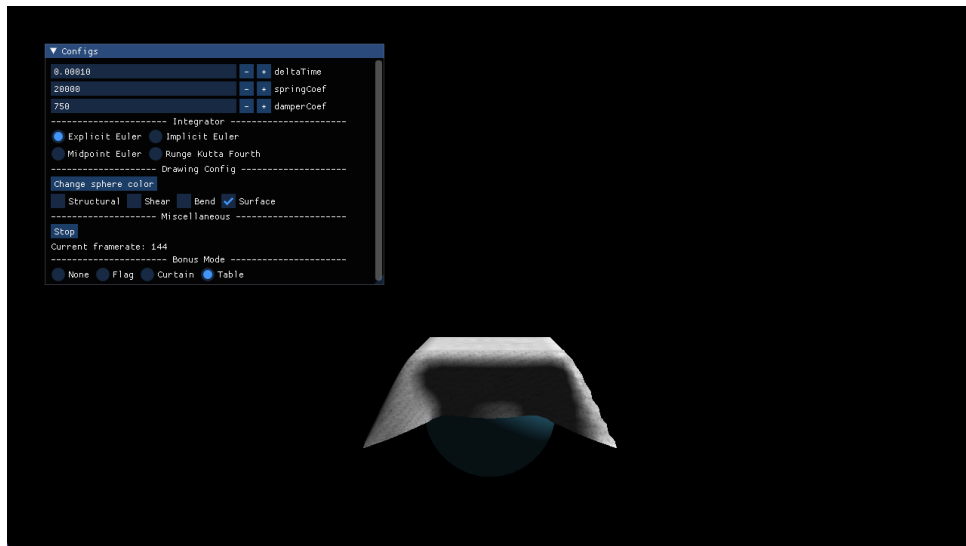 ▼ Configs
0.00010 - + deltaTime
20000 - + springCoef
750 - + damperCoef
---------------------- Integrator ----------------------
Explicit Euler Implicit Euler
Midpoint Euler Runge Kutta Fourth
-------------------- Drawing Config --------------------
Change sphere color
Structural Shear Bend Surface
-------------------- Miscellaneous ---------------------
Stop
Current framerate: 144
---------------------- Bonus Mode ----------------------
None Flag Curtain Table